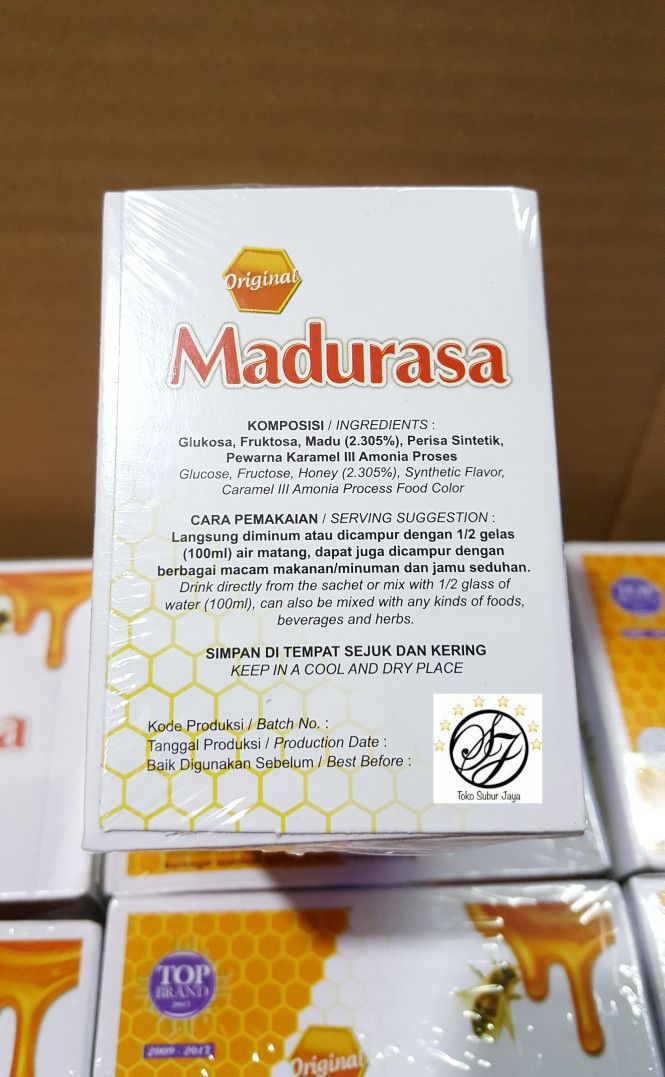 Original
Madurasa
KOMPOSISI / INGREDIENTS :
Glukosa, Fruktosa, Madu (2.305%), Perisa Sintetik,
Pewarna Karamel III Amonia Proses
Glucose, Fructose, Honey (2.305%), Synthetic Flavor,
Caramel III Amonia Process Food Color
CARA PEMAKAIAN / SERVING SUGGESTION :
Langsung diminum atau dicampur dengan 1/2 gelas
(100ml) air matang, dapat juga dicampur dengan
berbagai macam makanan/minuman dan jamu seduhan.
Drink directly from the sachet or mix with 1/2 glass of
water (100ml), can also be mixed with any kinds of foods,
beverages and herbs.
SIMPAN DI TEMPAT SEJUK DAN KERING
KEEP IN A COOL AND DRY PLACE
Kode Produksi / Batch No. :
Tanggal Produksi / Production Date :
Baik Digunakan Sebelum / Best Before :
SJ
Toko Subur Jaya
a
TOP
BRAND
2017
2009 - 2017
Original